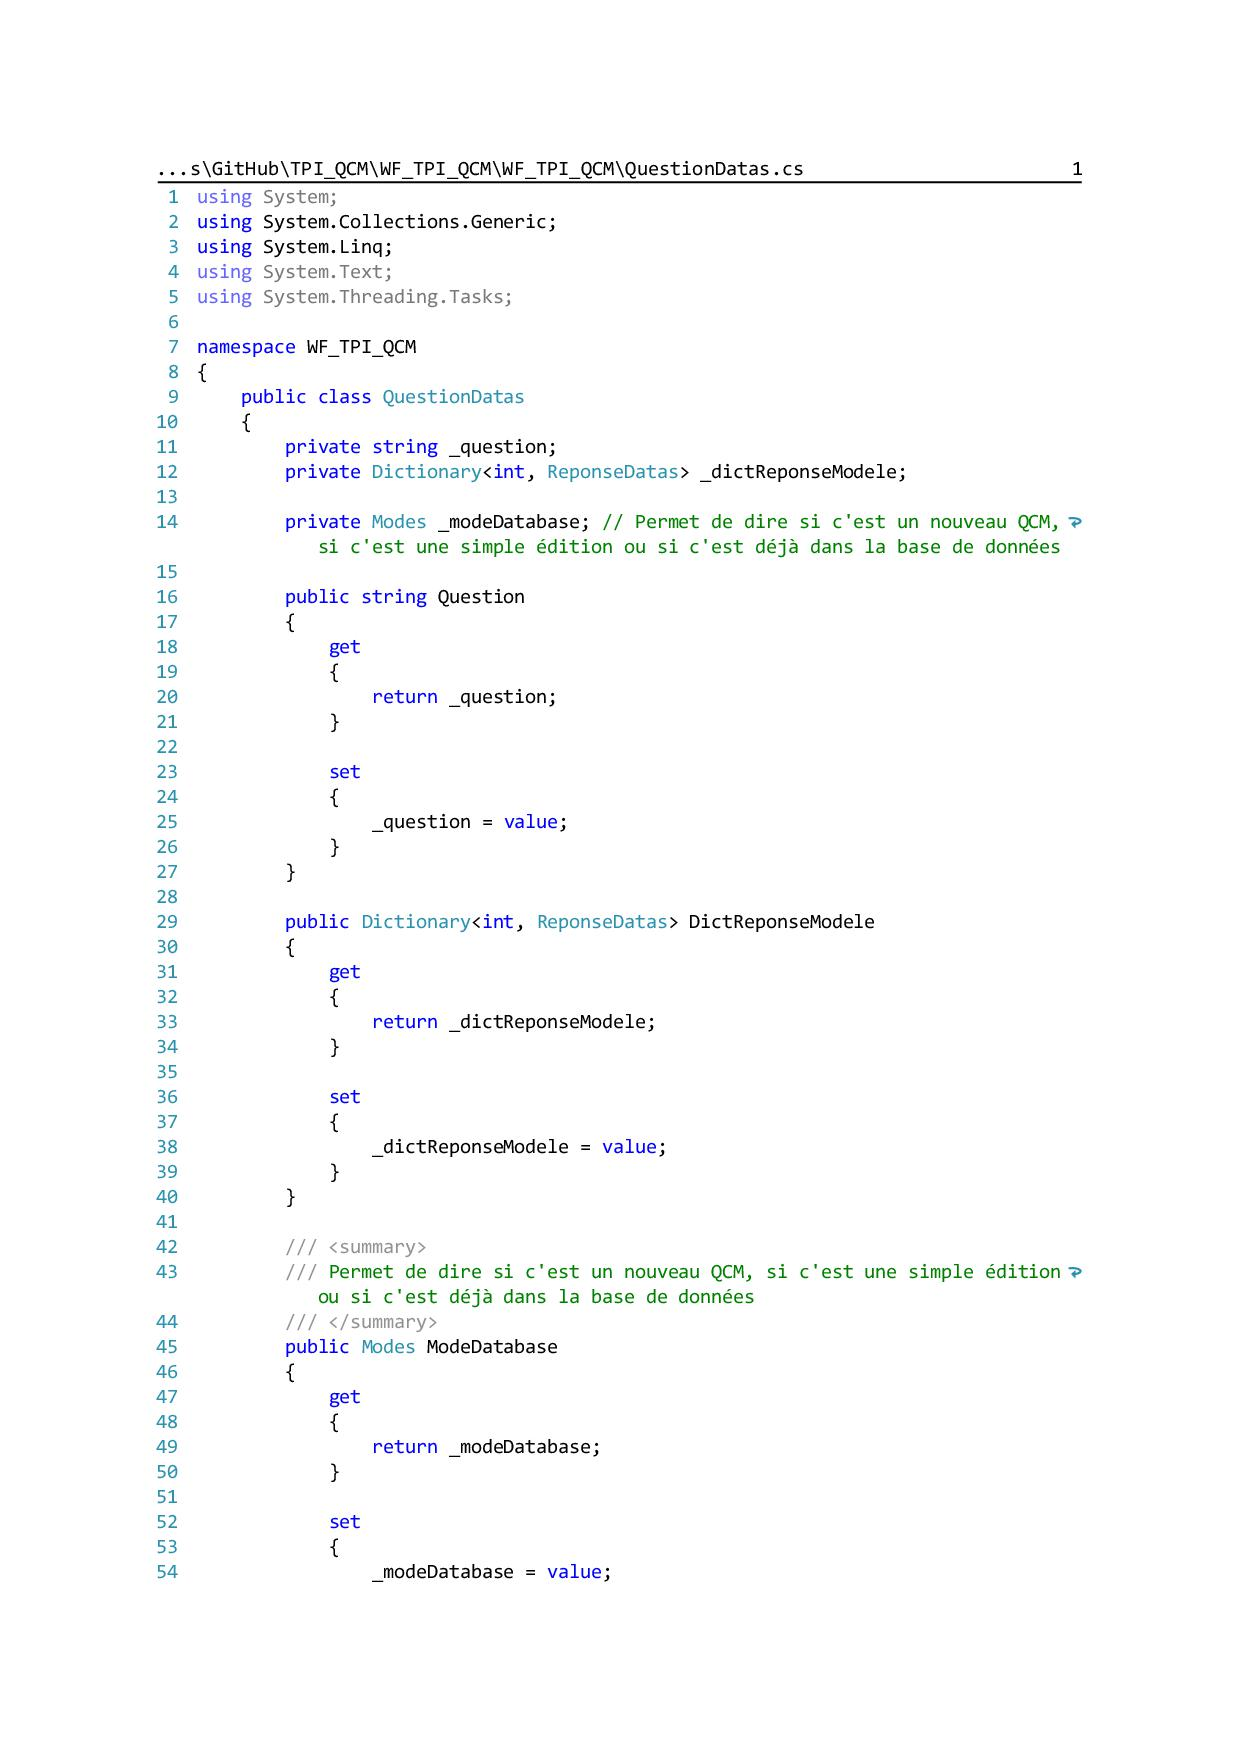 ...s\GitHub\TPI_QCM\WF_TPI_QCM\WF_TPI_QCM\QuestionDatas.cs 1
1 using System;
2 using System.Collections.Generic;
3 using System.Linq;
4 using System.Text;
5 using System.Threading.Tasks;
6
7 namespace WF_TPI_QCM
8 {
9     public class QuestionDatas
10     {
11         private string _question;
12         private Dictionary<int, ReponseDatas> _dictReponseModele;
13
14         private Modes _modeDatabase; // Permet de dire si c'est un nouveau QCM,
si c'est une simple édition ou si c'est déjà dans la base de données
15
16         public string Question
17         {
18             get
19             {
20                 return _question;
21             }
22
23             set
24             {
25                 _question = value;
26             }
27         }
28
29         public Dictionary<int, ReponseDatas> DictReponseModele
30         {
31             get
32             {
33                 return _dictReponseModele;
34             }
35
36             set
37             {
38                 _dictReponseModele = value;
39             }
40         }
41
42         /// <summary>
43         /// Permet de dire si c'est un nouveau QCM, si c'est une simple édition
ou si c'est déjà dans la base de données
44         /// </summary>
45         public Modes ModeDatabase
46         {
47             get
48             {
49                 return _modeDatabase;
50             }
51
52             set
53             {
54                 _modeDatabase = value;